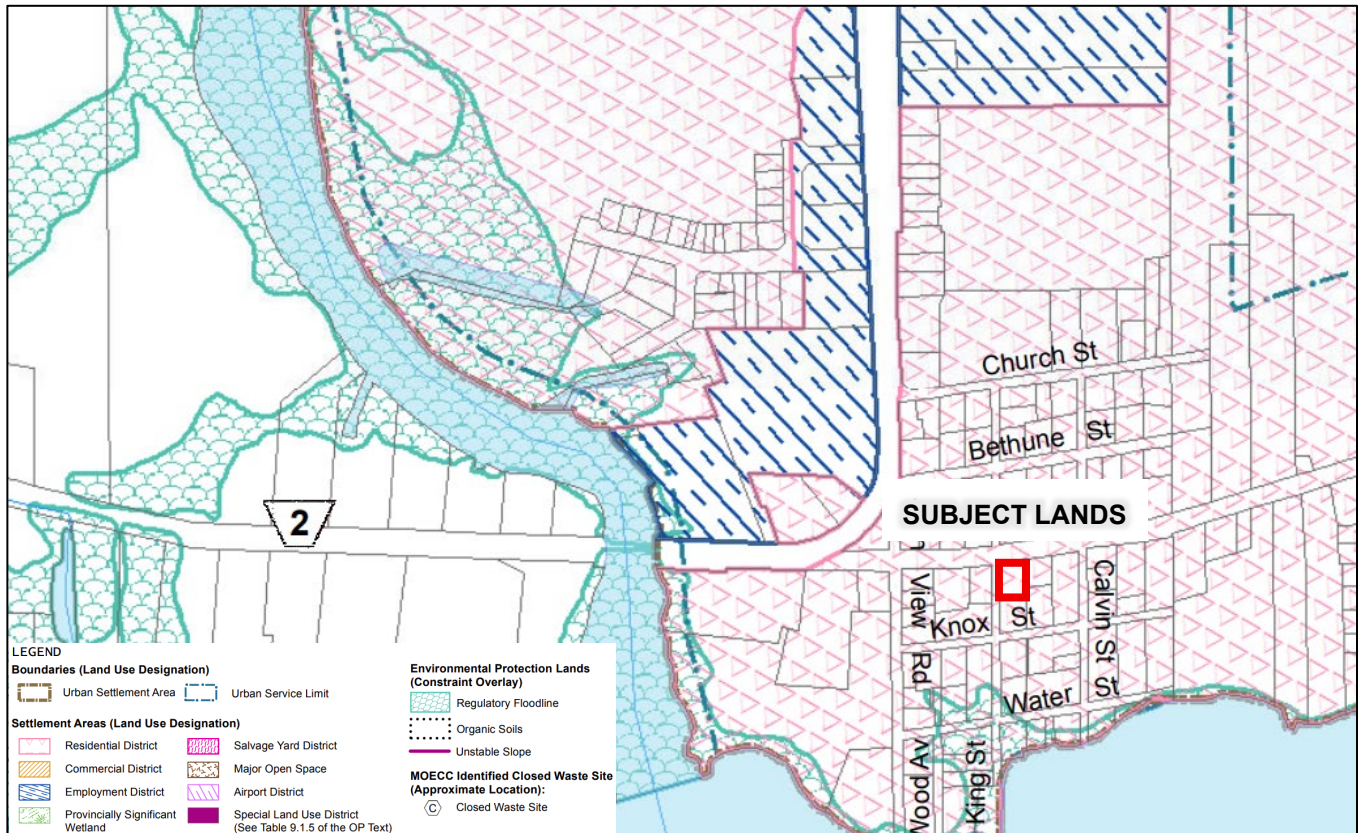 Church St
Bethune St
2
SUBJECT LANDS
View Rd
Knox St
Calvin St
Water St
Wood Av
King St
LEGEND
Boundaries (Land Use Designation)
Urban Settlement Area
Urban Service Limit
Settlement Areas (Land Use Designation)
Residential District
Commercial District
Employment District
Provincially Significant
Wetland
Salvage Yard District
Major Open Space
Airport District
Special Land Use District
(See Table 9.1.5 of the OP Text)
Environmental Protection Lands
(Constraint Overlay)
Regulatory Floodline
Organic Soils
Unstable Slope
MOECC Identified Closed Waste Site
(Approximate Location):
C
Closed Waste Site